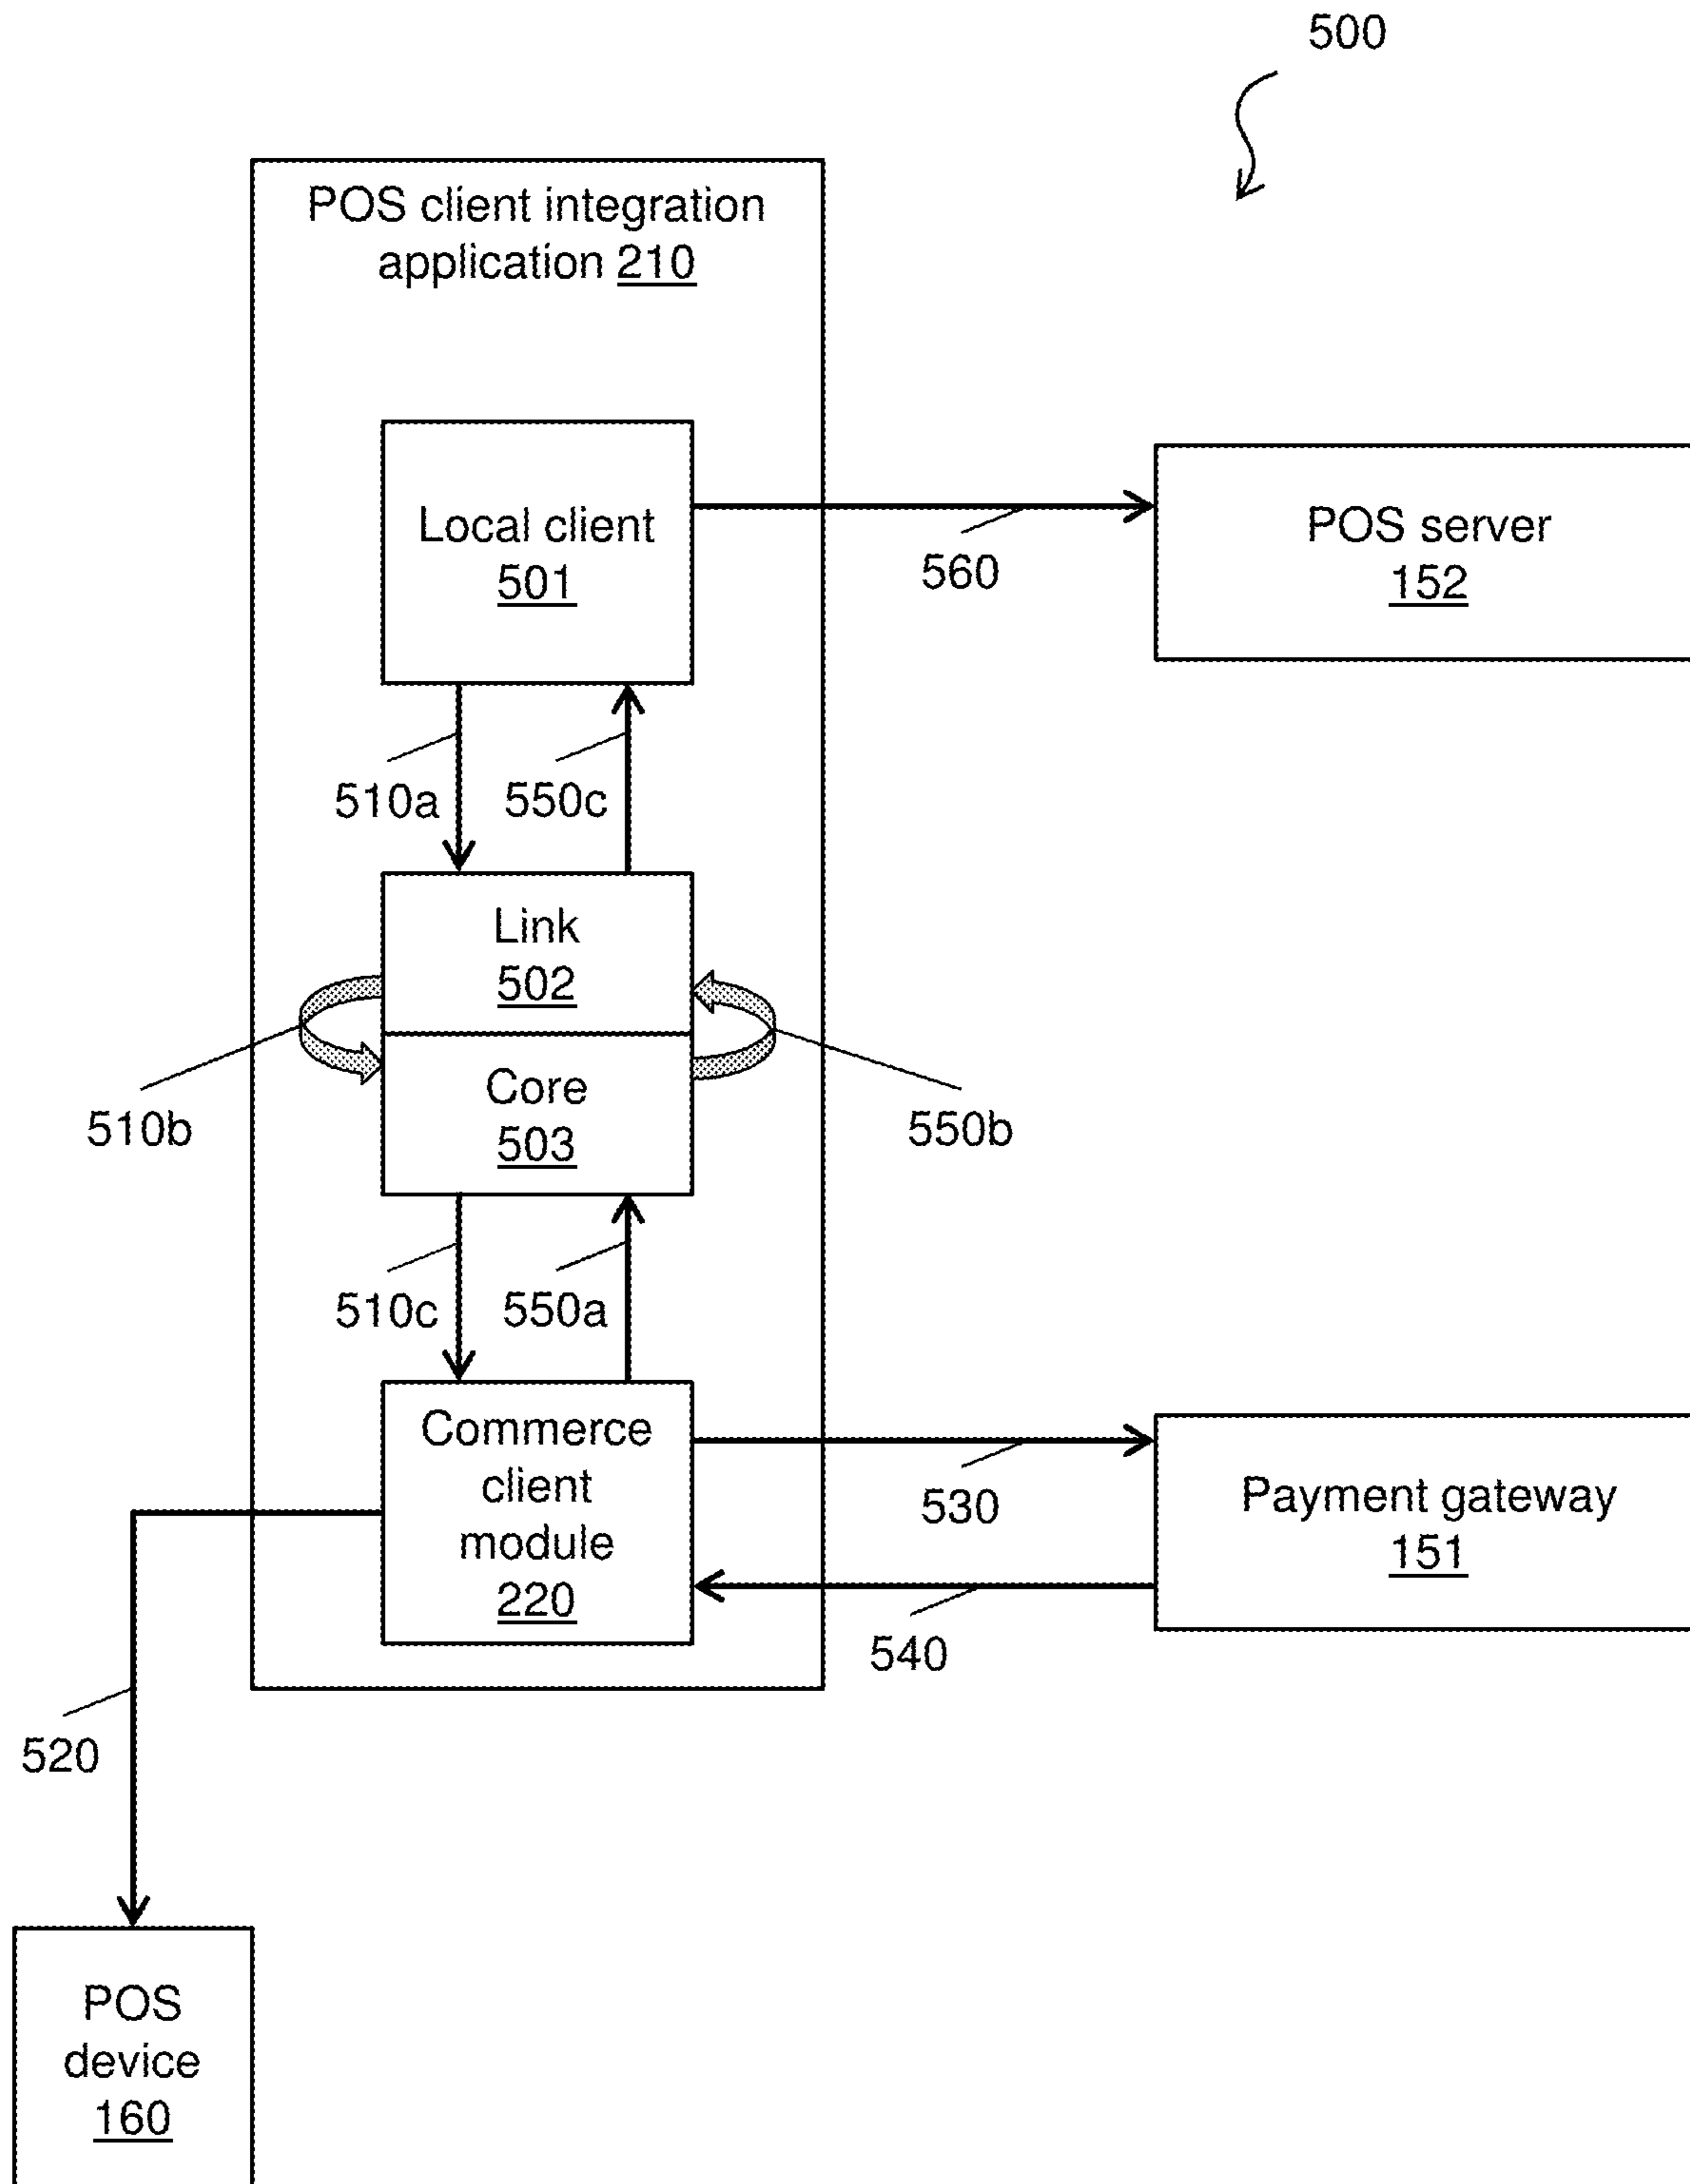 500
POS client integration
application 210
Local client
501
560
POS server
152
510a
550c
Link
502
510b
Core
503
550b
510c
550a
Commerce
client
module
220
530
Payment gateway
151
540
520
POS
device
160